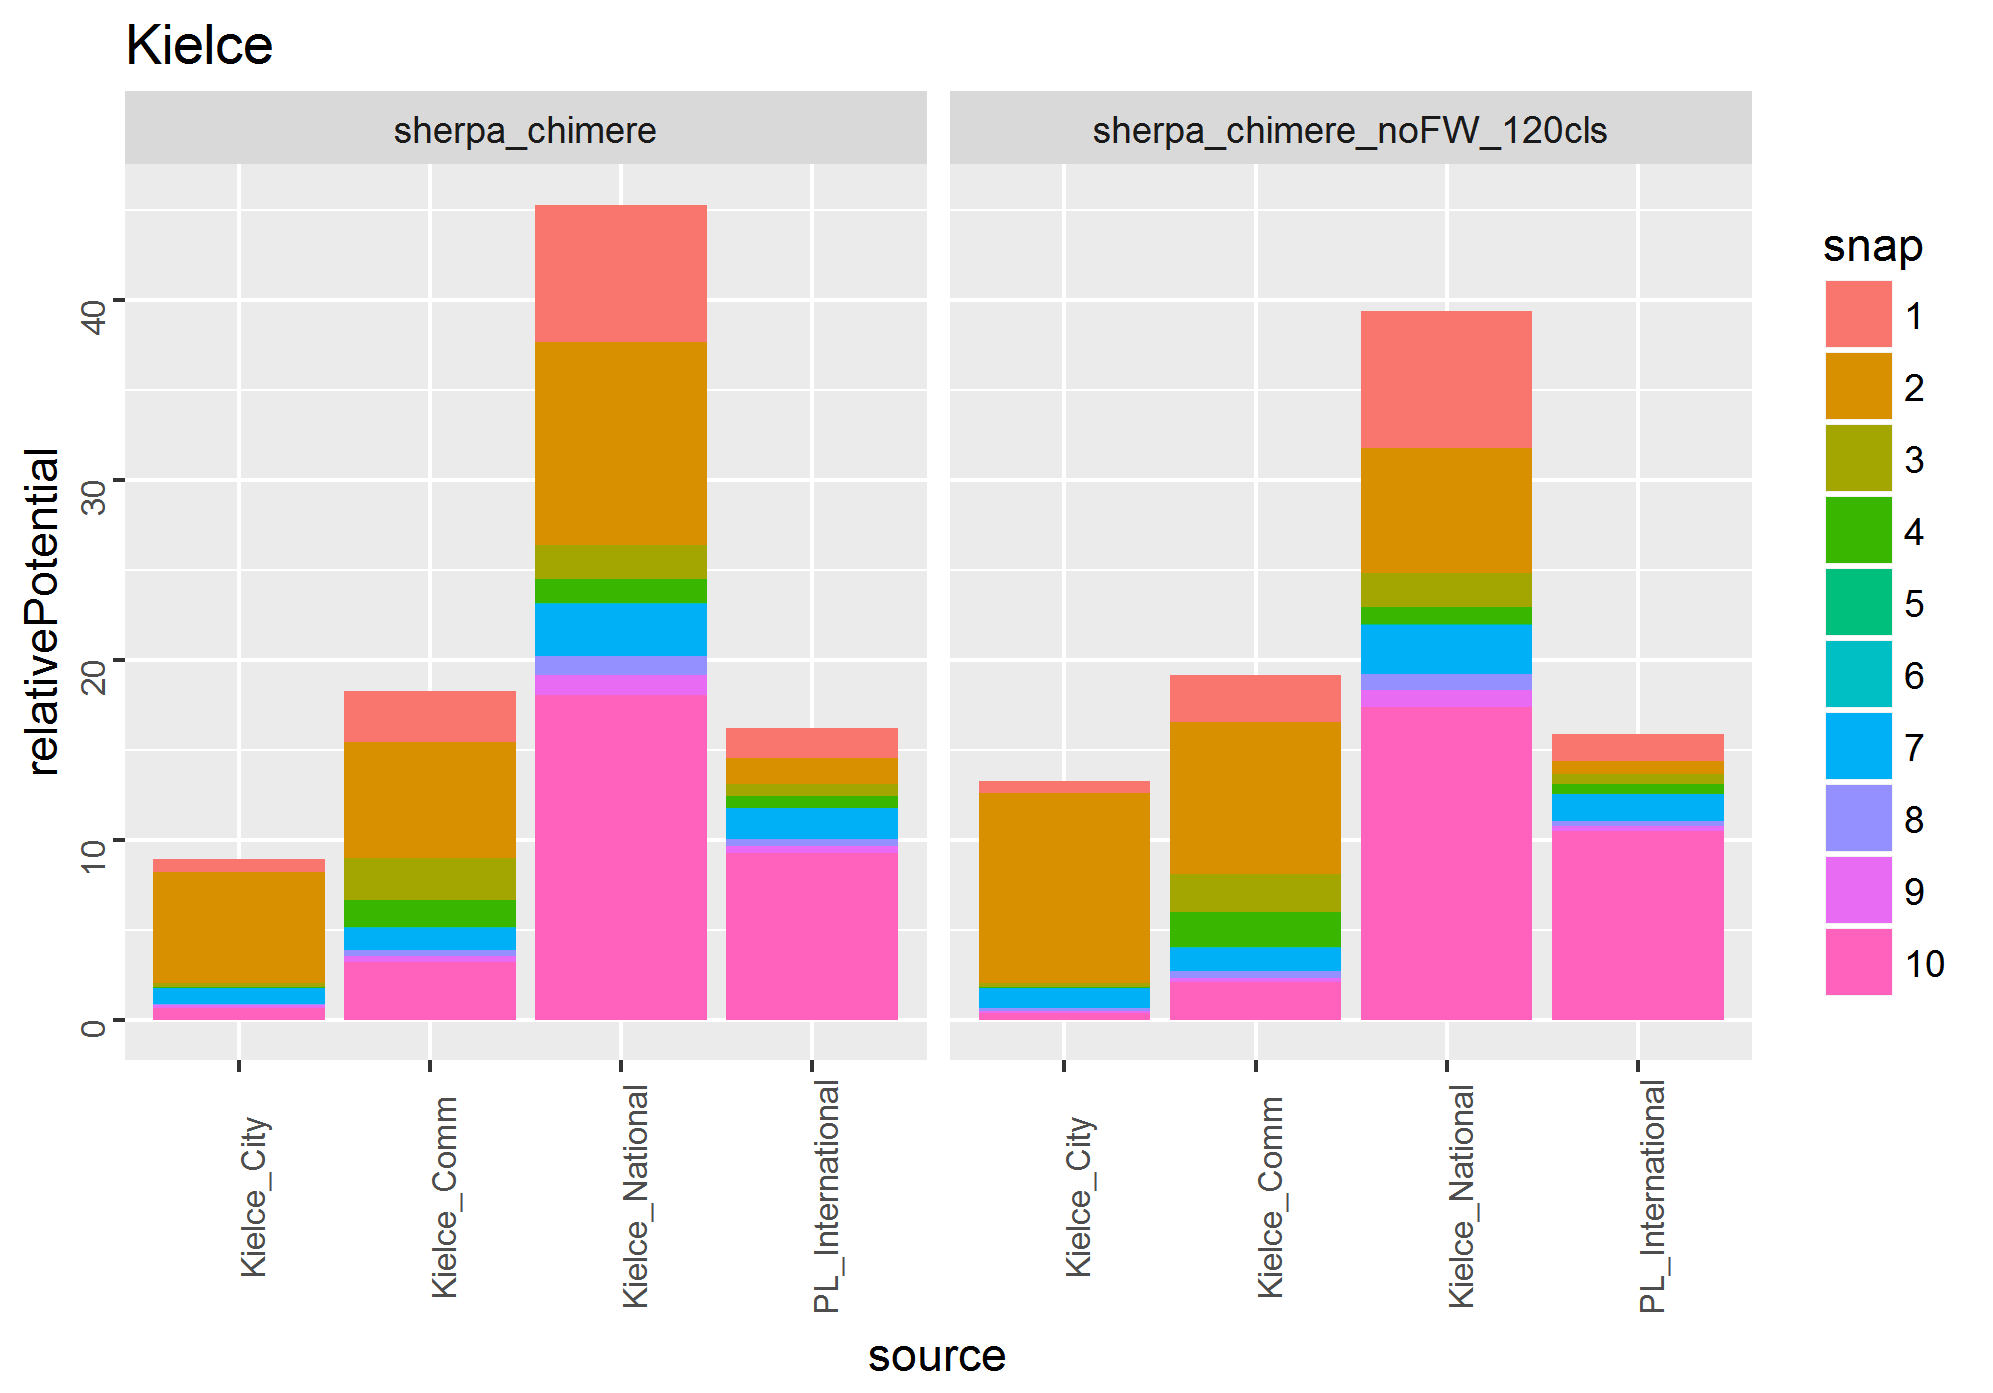 Kielce
sherpa_chimere
sherpa_chimere_noFW_120cls
relativePotential
40
30
20
10
0
Kielce_City
Kielce_Comm
Kielce_National
PL_International
Kielce_City
Kielce_Comm
Kielce_National
PL_International
source
snap
1
2
3
4
5
6
7
8
9
10